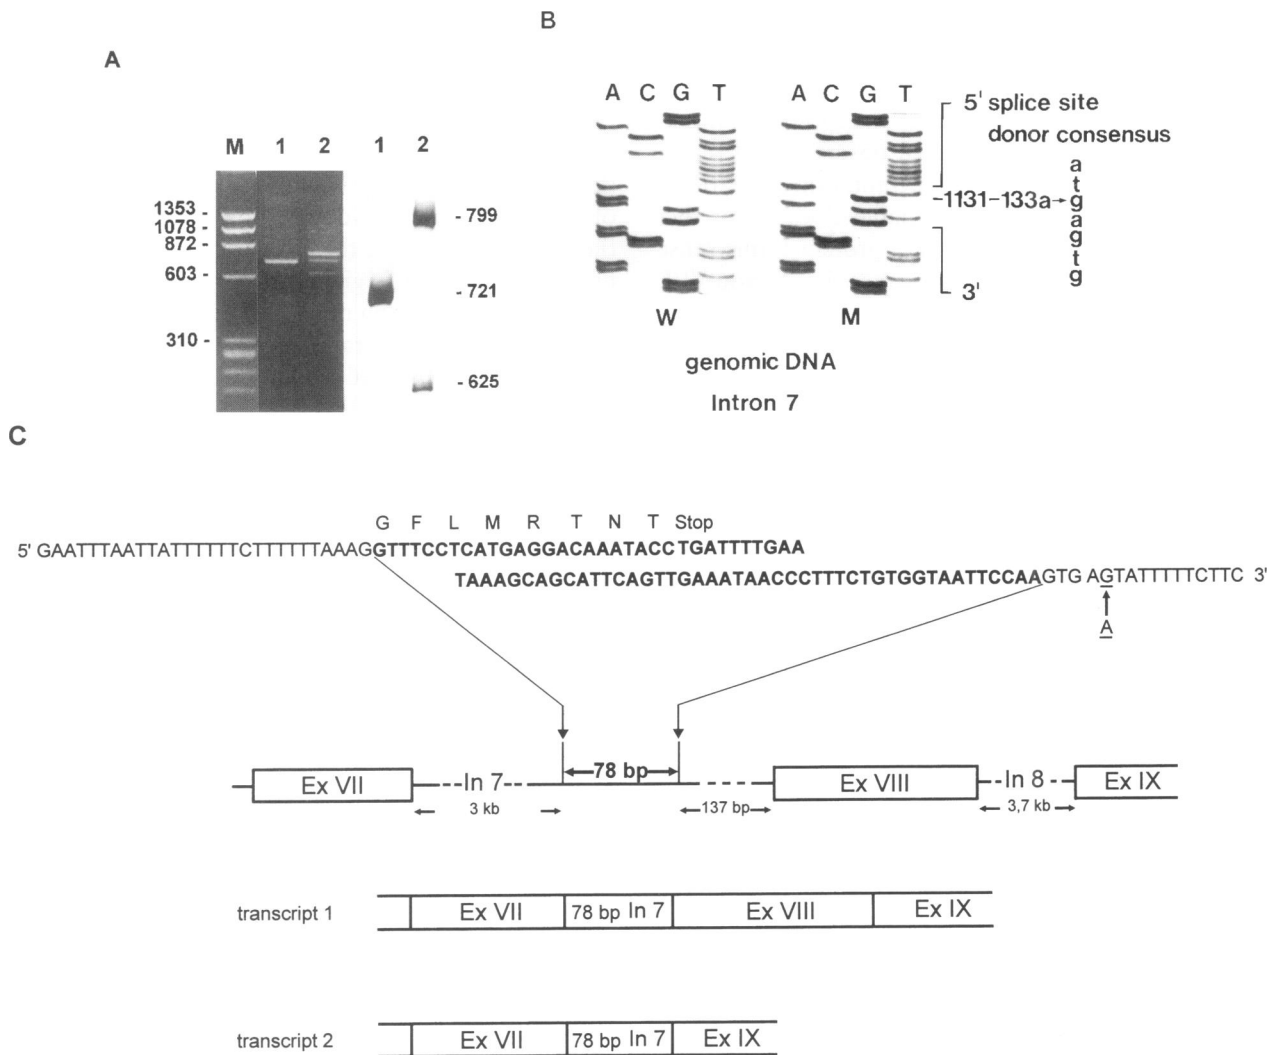 A
M 1 2 1 2
1353 -
1078 -
872 -
603 -
310 -
- 799
- 721
- 625
B
A C G T A C G T
5' splice site
donor consensus
a
t
-1131-133a→g
a
g
t
g
3'
W M
genomic DNA
Intron 7
C
G F L M R T N T Stop
5' GAATTTAATTATTTTTTCTTTTTTAAAGGTTTCCTCATGAGGACAAATACCTGATTTTGAA
TAAAGCAGCATTCAGTTGAAATAACCCTTTCTGTGGTAATTCCAAGTGAGTATTTTTCTTC 3'
A
78 bp
Ex VII In 7 Ex VIII In 8 Ex IX
3 kb 137 bp 3,7 kb
transcript 1 Ex VII 78 bp In 7 Ex VIII Ex IX
transcript 2 Ex VII 78 bp In 7 Ex IX